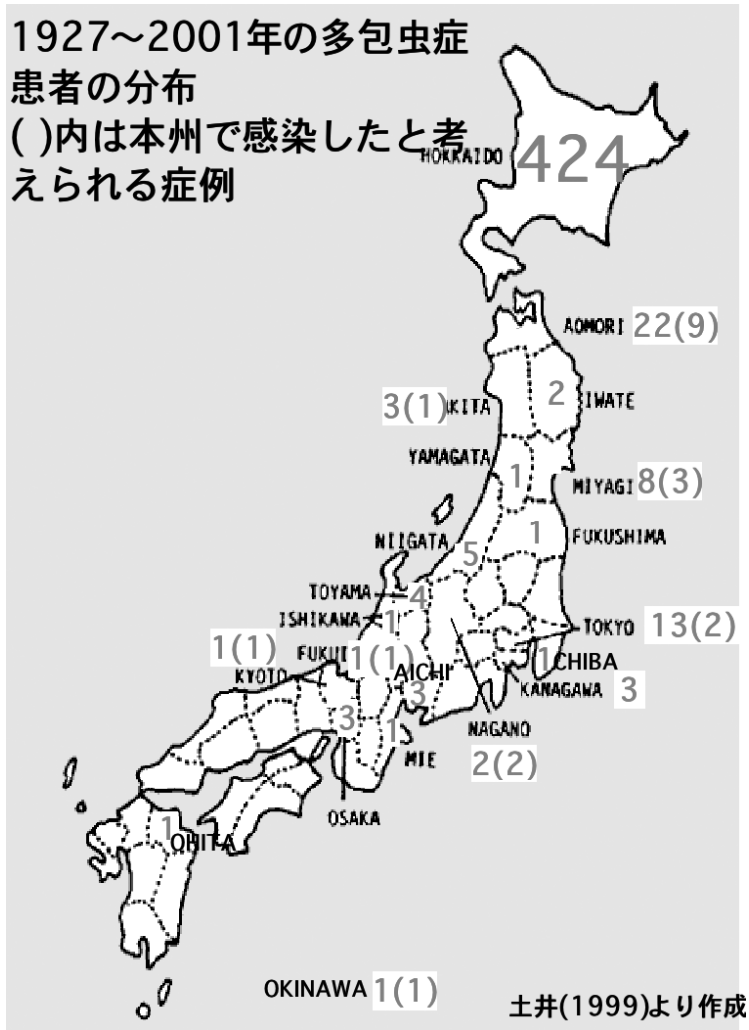 1927～2001年の多包虫症
患者の分布
( )内は本州で感染したと考
えられる症例
HOKKAIDO 424
AOMORI 22(9)
2 IWATE
3(1) KITA
YAMAGATA 1
MIYAGI 8(3)
1 FUKUSHIMA
NIIGATA 5
TOYAMA 4
ISHIKAWA 1
TOKYO 13(2)
1(1) FUKUI 1(1)
1 CHIBA
KYOTO
AICHI
3
KANAGAWA 3
3
1
NAGANO
MIE
2(2)
OSAKA
1
OHITA
OKINAWA 1(1)
土井(1999)より作成